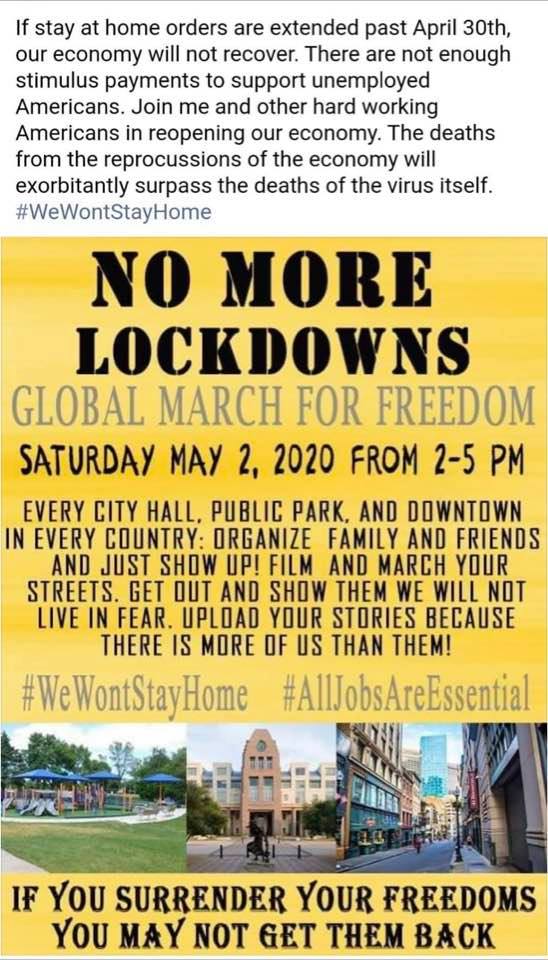 If stay at home orders are extended past April 30th,
our economy will not recover. There are not enough
stimulus payments to support unemployed
Americans. Join me and other hard working
Americans in reopening our economy. The deaths
from the reprocussions of the economy will
exorbitantly surpass the deaths of the virus itself.
#WeWontStayHome
NO MORE
LOCKDOWNS
GLOBAL MARCH FOR FREEDOM
SATURDAY MAY 2, 2020 FROM 2-5 PM
EVERY CITY HALL, PUBLIC PARK, AND DOWNTOWN
IN EVERY COUNTRY: ORGANIZE FAMILY AND FRIENDS
AND JUST SHOW UP! FILM AND MARCH YOUR
STREETS. GET OUT AND SHOW THEM WE WILL NOT
LIVE IN FEAR. UPLOAD YOUR STORIES BECAUSE
THERE IS MORE OF US THAN THEM!
#WeWontStayHome #AllJobsAreEssential
IF YOU SURRENDER YOUR FREEDOMS
YOU MAY NOT GET THEM BACK